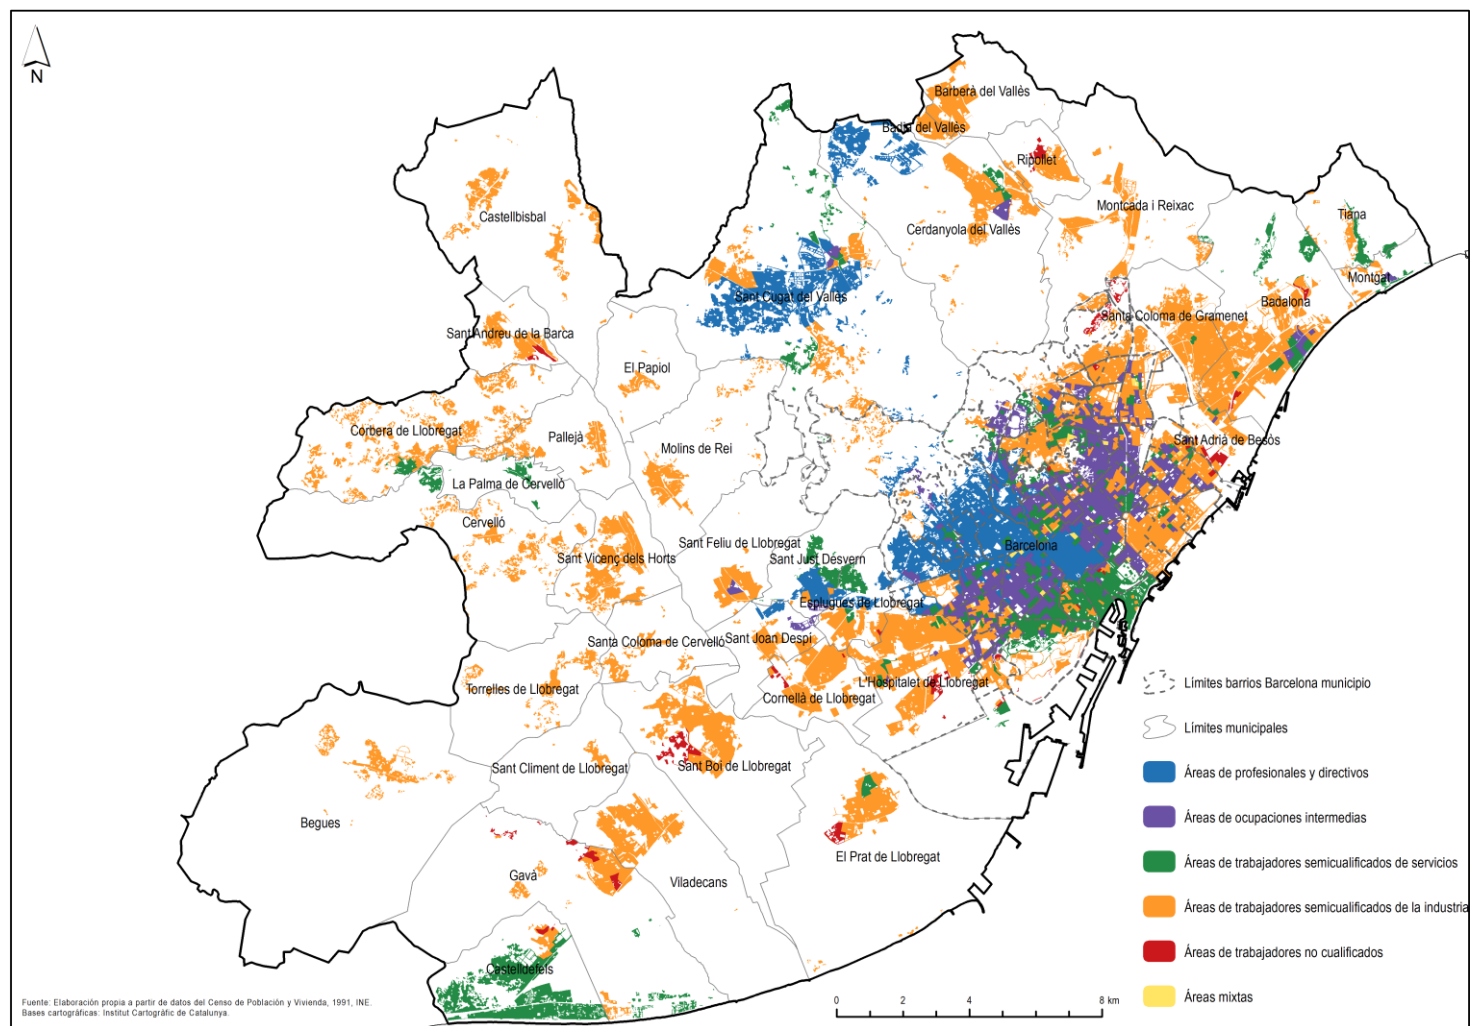 N
Barberà del Vallès
Badia del Vallès
Ripollet
Castellbisbal
Cerdanyola del Vallès
Montcada i Reixac
Tiana
Montgat
Sant Cugat del Vallès
Badalona
Santa Coloma de Gramenet
Sant Andreu de la Barca
El Papiol
Corbera de Llobregat
Pallejà
Molins de Rei
Sant Adrià de Besòs
La Palma de Cervelló
Cervelló
Sant Feliu de Llobregat
Barcelona
Sant Vicenç dels Horts
Sant Just Desvern
Esplugues de Llobregat
Santa Coloma de Cervelló
Sant Joan Despí
Torrelles de Llobregat
L'Hospitalet de Llobregat
Cornellà de Llobregat
Sant Climent de Llobregat
Sant Boi de Llobregat
Begues
El Prat de Llobregat
Gavà
Viladecans
Castelldefels
Límites barrios Barcelona municipio
Límites municipales
Áreas de profesionales y directivos
Áreas de ocupaciones intermedias
Áreas de trabajadores semicualificados de servicios
Áreas de trabajadores semicualificados de la industria
Áreas de trabajadores no cualificados
Áreas mixtas
0 2 4 8 km
Fuente: Elaboración propia a partir de datos del Censo de Población y Vivienda, 1991, INE.
Bases cartográficas: Institut Cartogràfic de Catalunya.